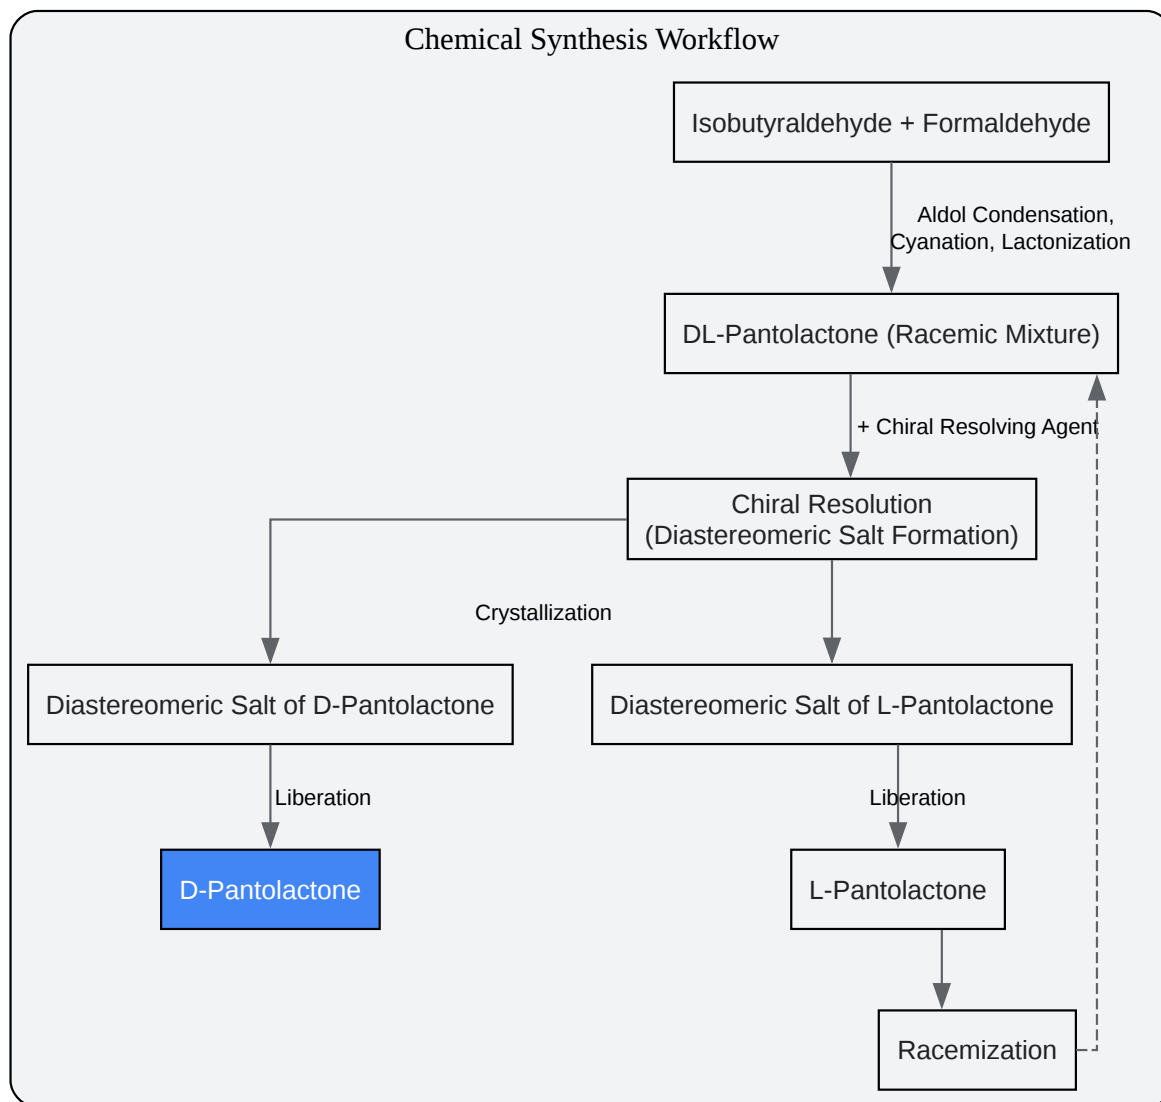 Chemical Synthesis Workflow
Isobutyraldehyde + Formaldehyde
Aldol Condensation,
Cyanation, Lactonization
DL-Pantolactone (Racemic Mixture)
+ Chiral Resolving Agent
Chiral Resolution
(Diastereomeric Salt Formation)
Crystallization
Diastereomeric Salt of D-Pantolactone
Diastereomeric Salt of L-Pantolactone
Liberation
Liberation
D-Pantolactone
L-Pantolactone
Racemization